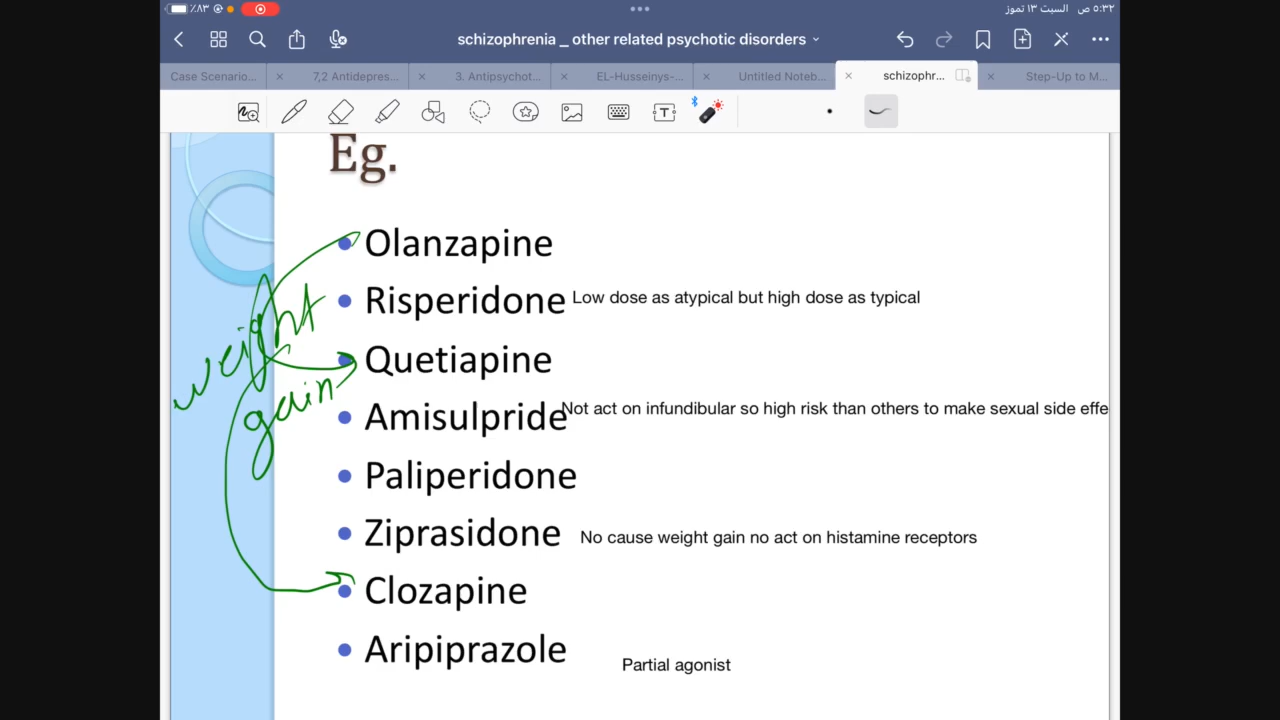 ٪٨٣
السبت ١٣ تموز
٥:٣٢ ص
schizophrenia _ other related psychotic disorders
Case Scenario...
7,2 Antidepres...
3. Antipsychot...
EL-Husseinys-...
Untitled Noteb...
schizophr...
Step-Up to M...
Eg.
Olanzapine
Risperidone Low dose as atypical but high dose as typical
Quetiapine
Amisulpride Not act on infundibular so high risk than others to make sexual side effe
Paliperidone
Ziprasidone No cause weight gain no act on histamine receptors
Clozapine
Aripiprazole
Partial agonist
weight
gain